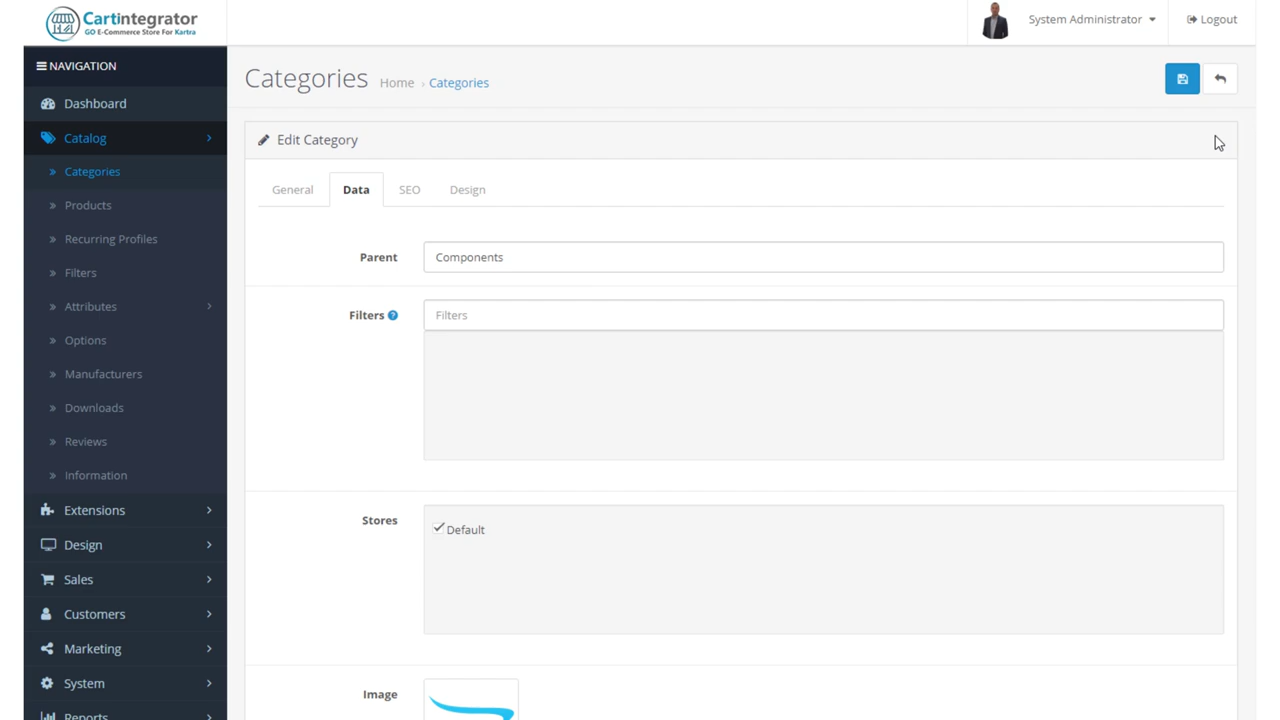 Cartintegrator
GO E-Commerce Store For Kartra
System Administrator
Logout
NAVIGATION
Dashboard
Catalog
Categories
Products
Recurring Profiles
Filters
Attributes
Options
Manufacturers
Downloads
Reviews
Information
Extensions
Design
Sales
Customers
Marketing
System
Reports
Categories Home › Categories
Edit Category
General Data SEO Design
Parent Components
Filters Filters
Stores Default
Image